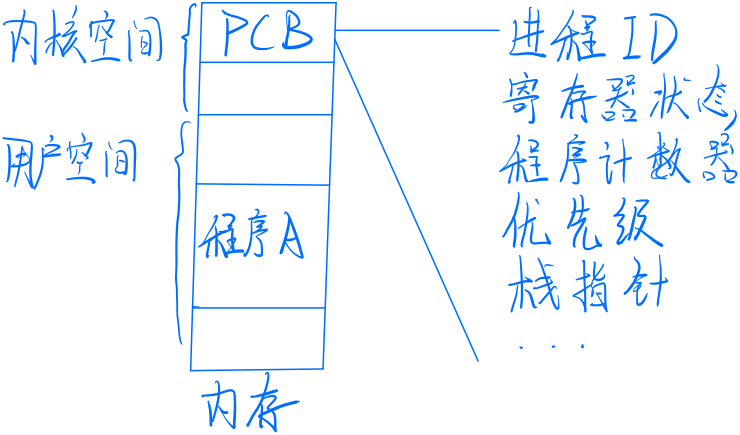 内核空间
PCB
用户空间
程序A
内存
进程ID
寄存器状态
程序计数器
优先级
栈指针
...